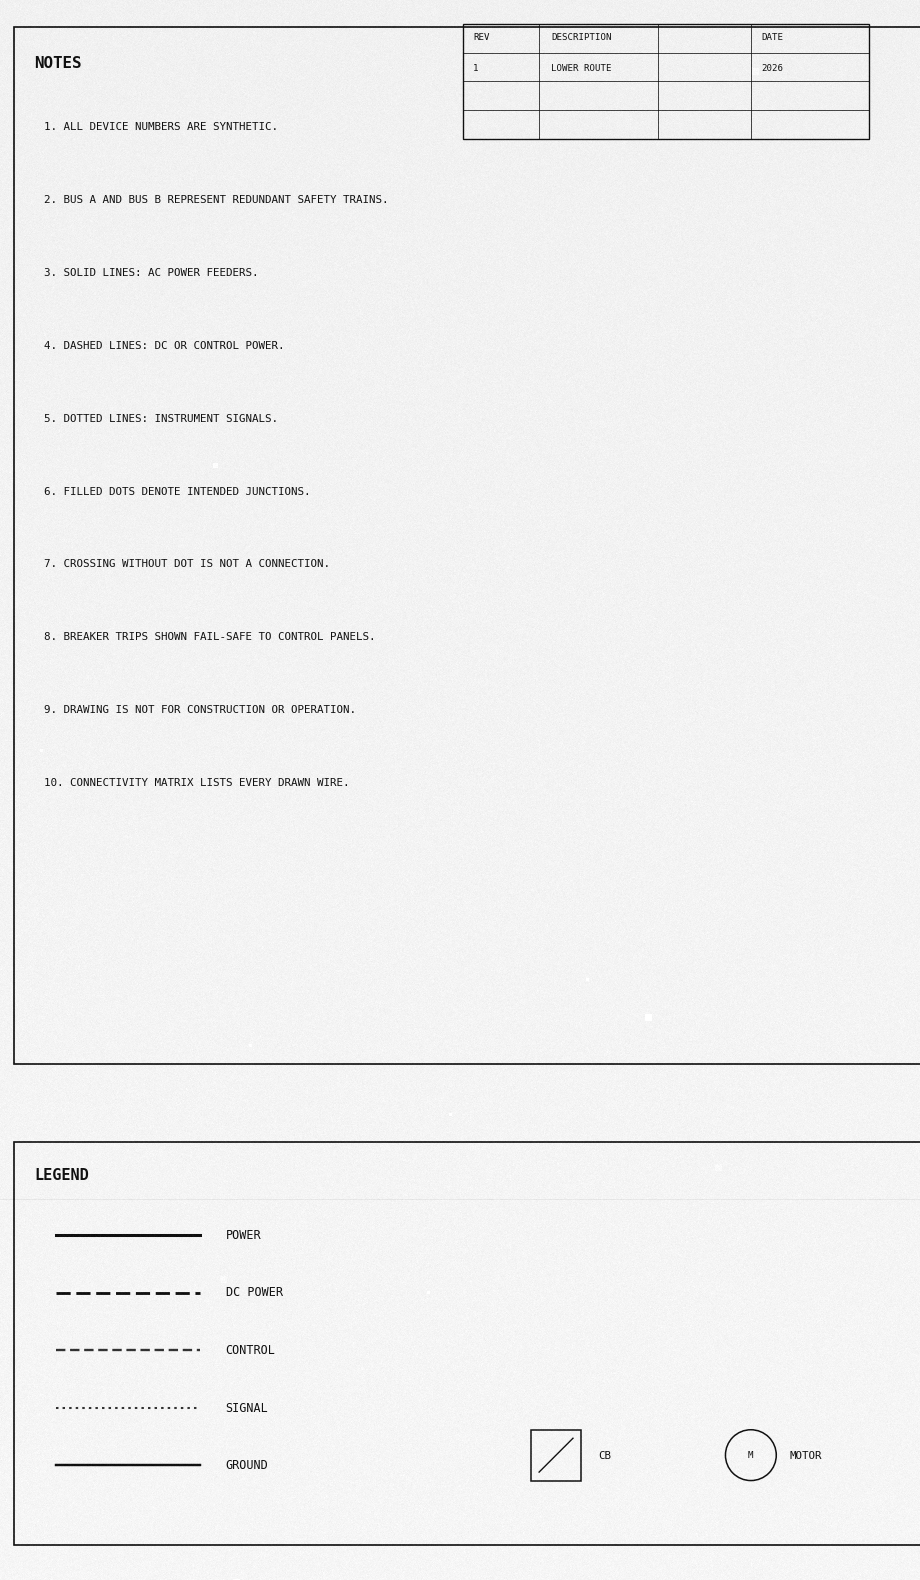 REV DESCRIPTION DATE
1 LOWER ROUTE 2026
NOTES
1. ALL DEVICE NUMBERS ARE SYNTHETIC.
2. BUS A AND BUS B REPRESENT REDUNDANT SAFETY TRAINS.
3. SOLID LINES: AC POWER FEEDERS.
4. DASHED LINES: DC OR CONTROL POWER.
5. DOTTED LINES: INSTRUMENT SIGNALS.
6. FILLED DOTS DENOTE INTENDED JUNCTIONS.
7. CROSSING WITHOUT DOT IS NOT A CONNECTION.
8. BREAKER TRIPS SHOWN FAIL-SAFE TO CONTROL PANELS.
9. DRAWING IS NOT FOR CONSTRUCTION OR OPERATION.
10. CONNECTIVITY MATRIX LISTS EVERY DRAWN WIRE.
LEGEND
POWER
DC POWER
CONTROL
SIGNAL
GROUND
CB
M MOTOR